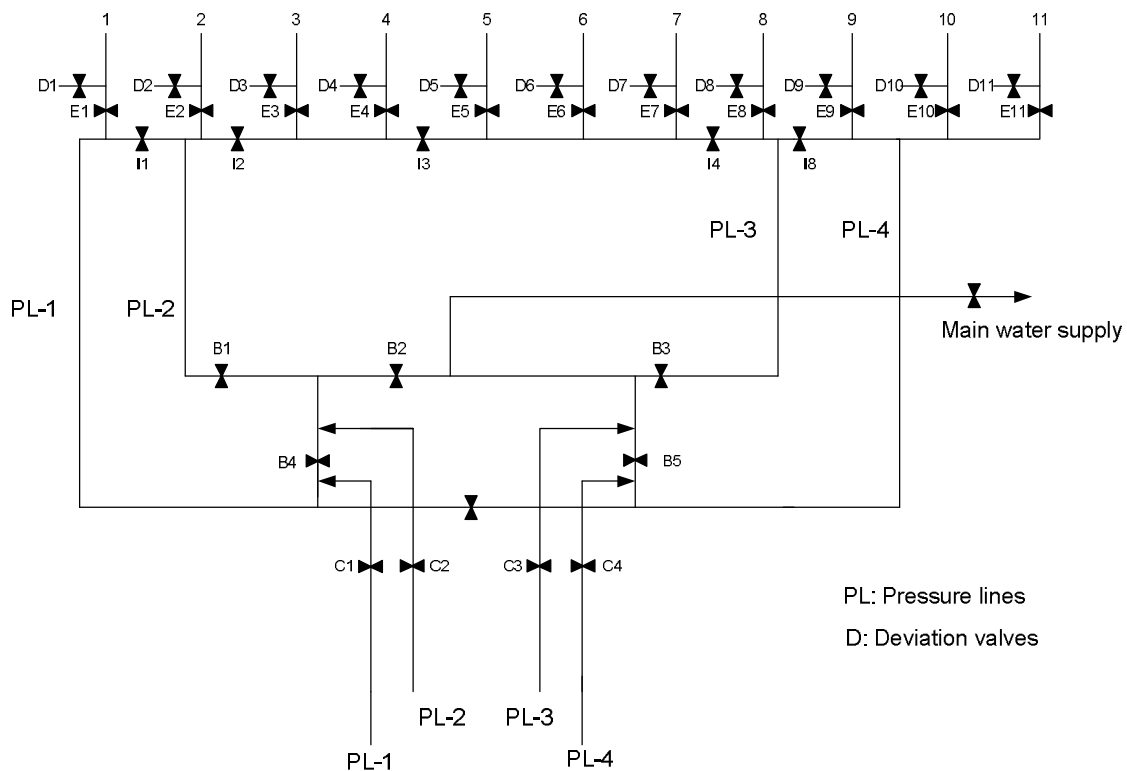 1 2 3 4 5 6 7 8 9 10 11
D1 D2 D3 D4 D5 D6 D7 D8 D9 D10 D11
E1 E2 E3 E4 E5 E6 E7 E8 E9 E10 E11
I1 I2 I3 I4 I8
PL-3 PL-4
PL-1 PL-2
Main water supply
B1 B2 B3
B4 B5
C1 C2 C3 C4
PL: Pressure lines
D: Deviation valves
PL-2 PL-3
PL-1 PL-4